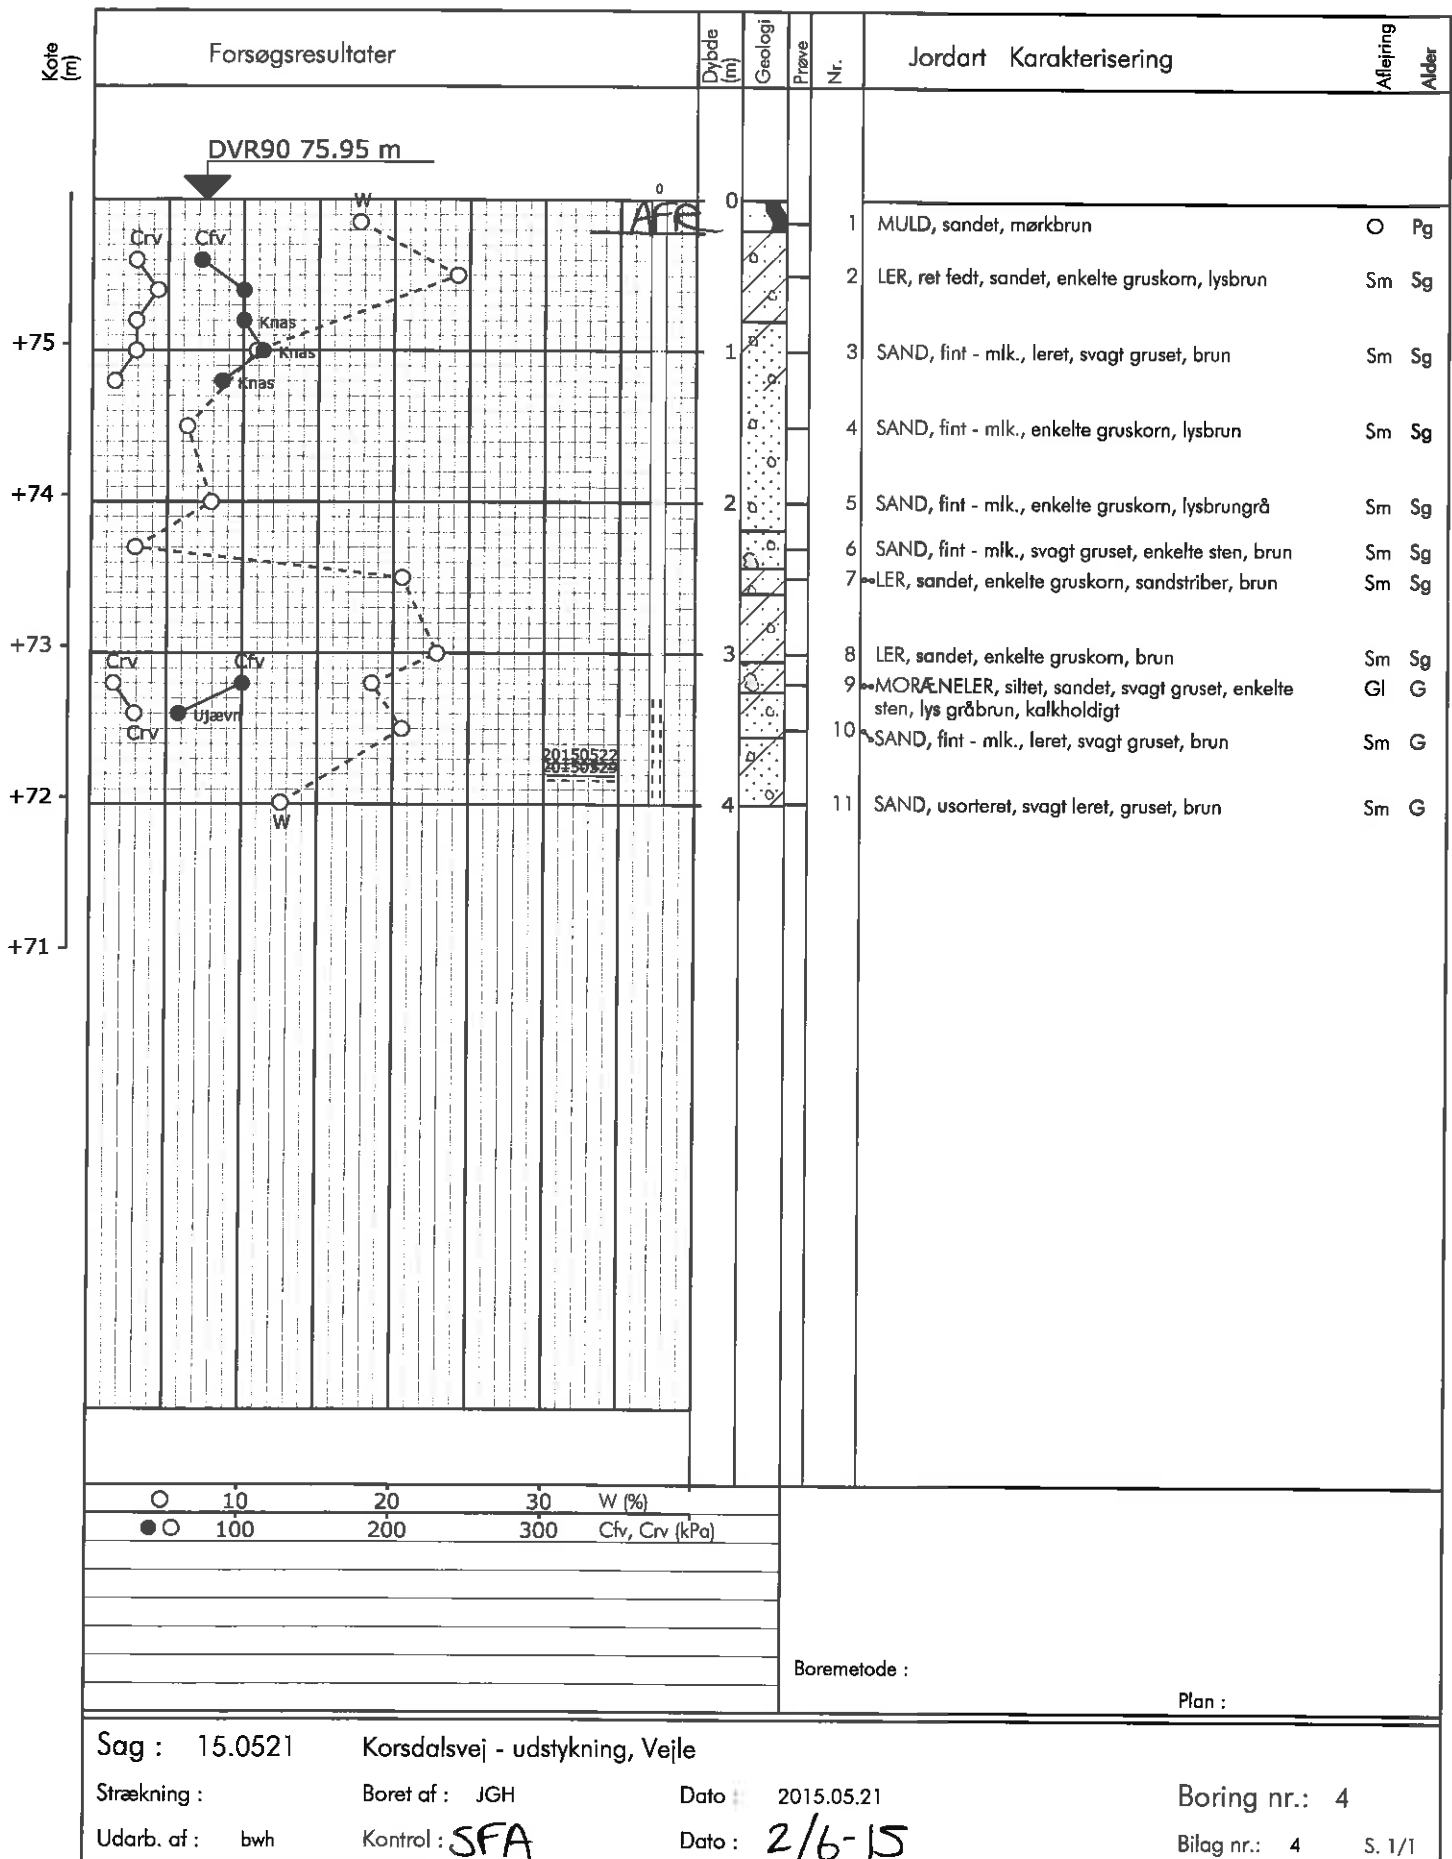 Kote (m)
Forsøgsresultater
Dybde (m)
Geologi
Prøve
Nr.
Jordart Karakterisering
Aflejring
Alder
DVR90 75.95 m
W
0
AFR
0
Crv
Cfv
1 MULD, sandet, mørkbrun O Pg
2 LER, ret fedt, sandet, enkelte gruskorn, lysbrun Sm Sg
Knas
+75
Knas
1
3 SAND, fint - mlk., leret, svagt gruset, brun Sm Sg
Knas
4 SAND, fint - mlk., enkelte gruskorn, lysbrun Sm Sg
+74
2
5 SAND, fint - mlk., enkelte gruskorn, lysbrungrå Sm Sg
6 SAND, fint - mlk., svagt gruset, enkelte sten, brun Sm Sg
7 LER, sandet, enkelte gruskorn, sandstriber, brun Sm Sg
+73
3
8 LER, sandet, enkelte gruskorn, brun Sm Sg
Crv
Cfv
9 MORÆNELER, siltet, sandet, svagt gruset, enkelte Gl G
sten, lys gråbrun, kalkholdigt
Ujævn
Crv
10 SAND, fint - mlk., leret, svagt gruset, brun Sm G
20150522
20150529
+72
4
W
11 SAND, usorteret, svagt leret, gruset, brun Sm G
+71
10 20 30 W (%)
100 200 300 Cfv, Crv (kPa)
Boremetode :
Plan :
Sag : 15.0521 Korsdalsvej - udstykning, Vejle
Strækning : Boret af : JGH Dato : 2015.05.21 Boring nr.: 4
Udarb. af : bwh Kontrol : SFA Dato : 2/6-15 Bilag nr.: 4 S. 1/1